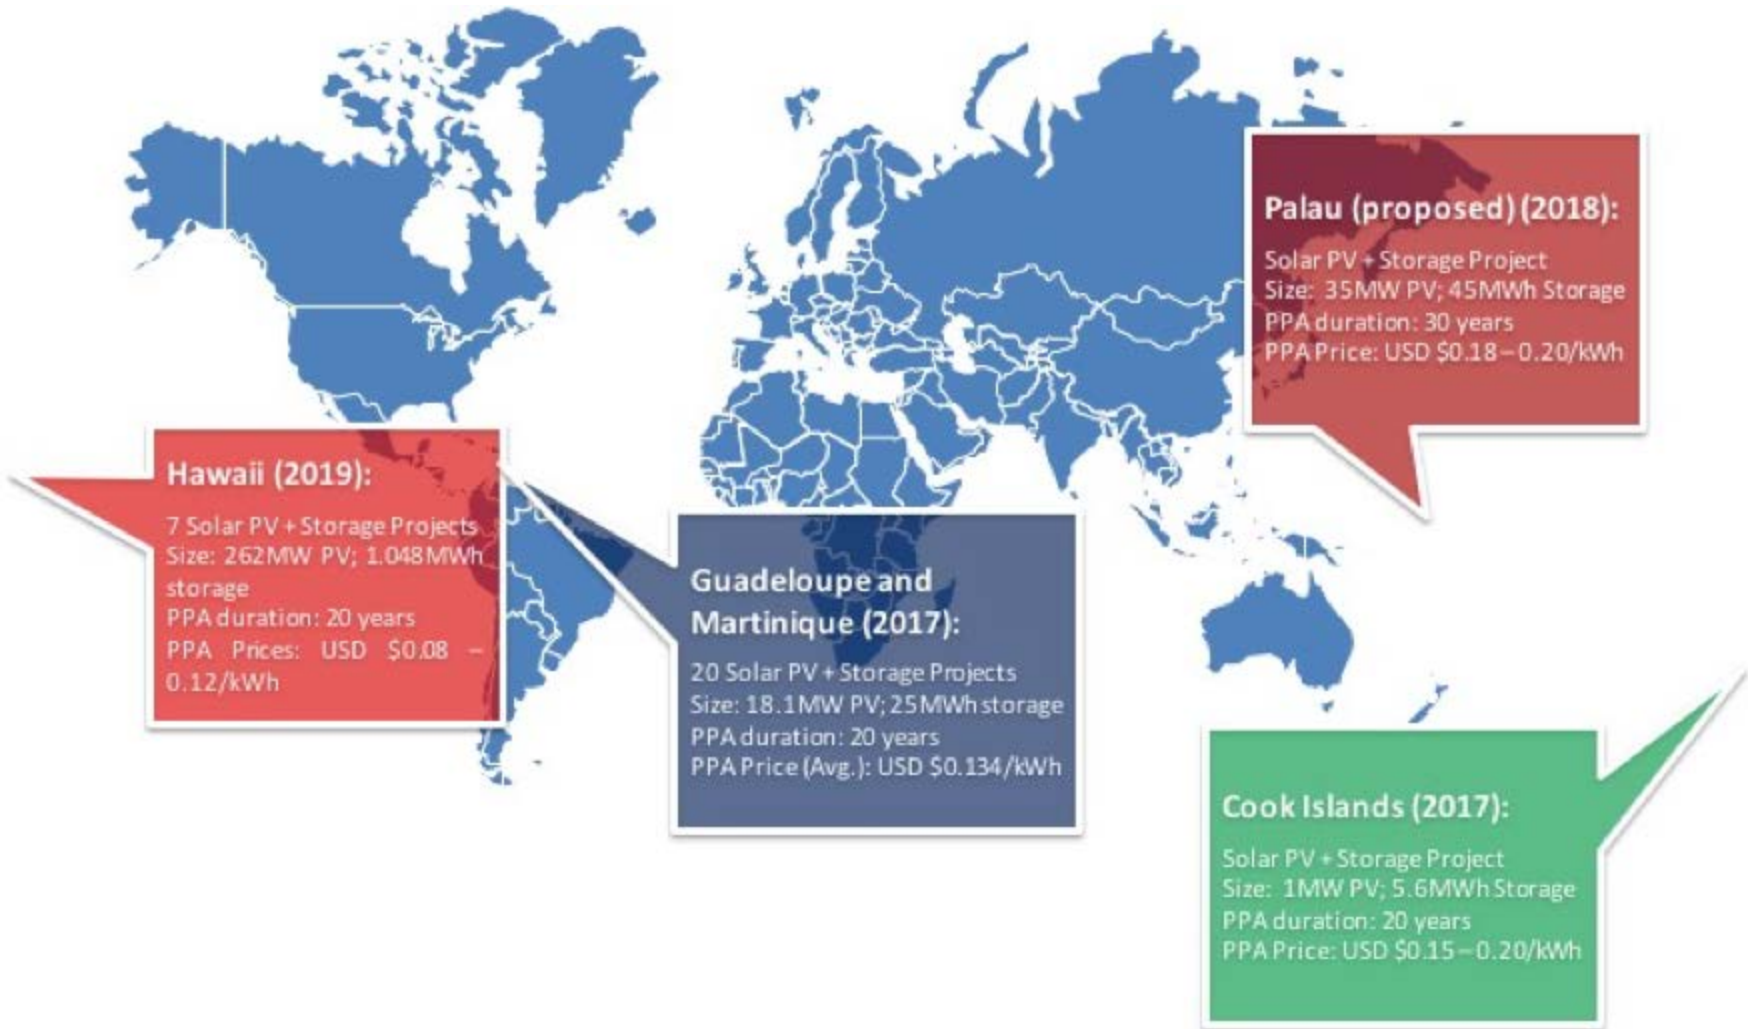 Palau (proposed) (2018):
Solar PV + Storage Project
Size: 35MW PV; 45MWh Storage
PPA duration: 30 years
PPA Price: USD $0.18 – 0.20/kWh
Hawaii (2019):
7 Solar PV + Storage Projects
Size: 262MW PV; 1.048MWh
storage
PPA duration: 20 years
PPA Prices: USD $0.08 –
0.12/kWh
Guadeloupe and
Martinique (2017):
20 Solar PV + Storage Projects
Size: 18.1MW PV; 25MWh storage
PPA duration: 20 years
PPA Price (Avg.): USD $0.134/kWh
Cook Islands (2017):
Solar PV + Storage Project
Size: 1MW PV; 5.6MWh Storage
PPA duration: 20 years
PPA Price: USD $0.15 – 0.20/kWh